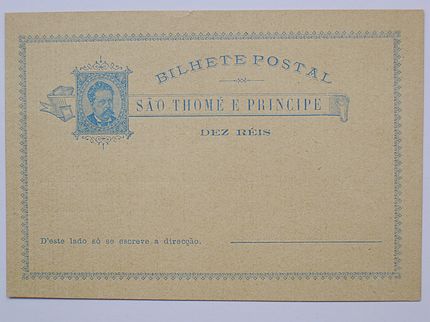 BILHETE POSTAL
SÃO THOMÉ E PRINCIPE
DEZ RÉIS
D'este lado só se escreve a direcção.